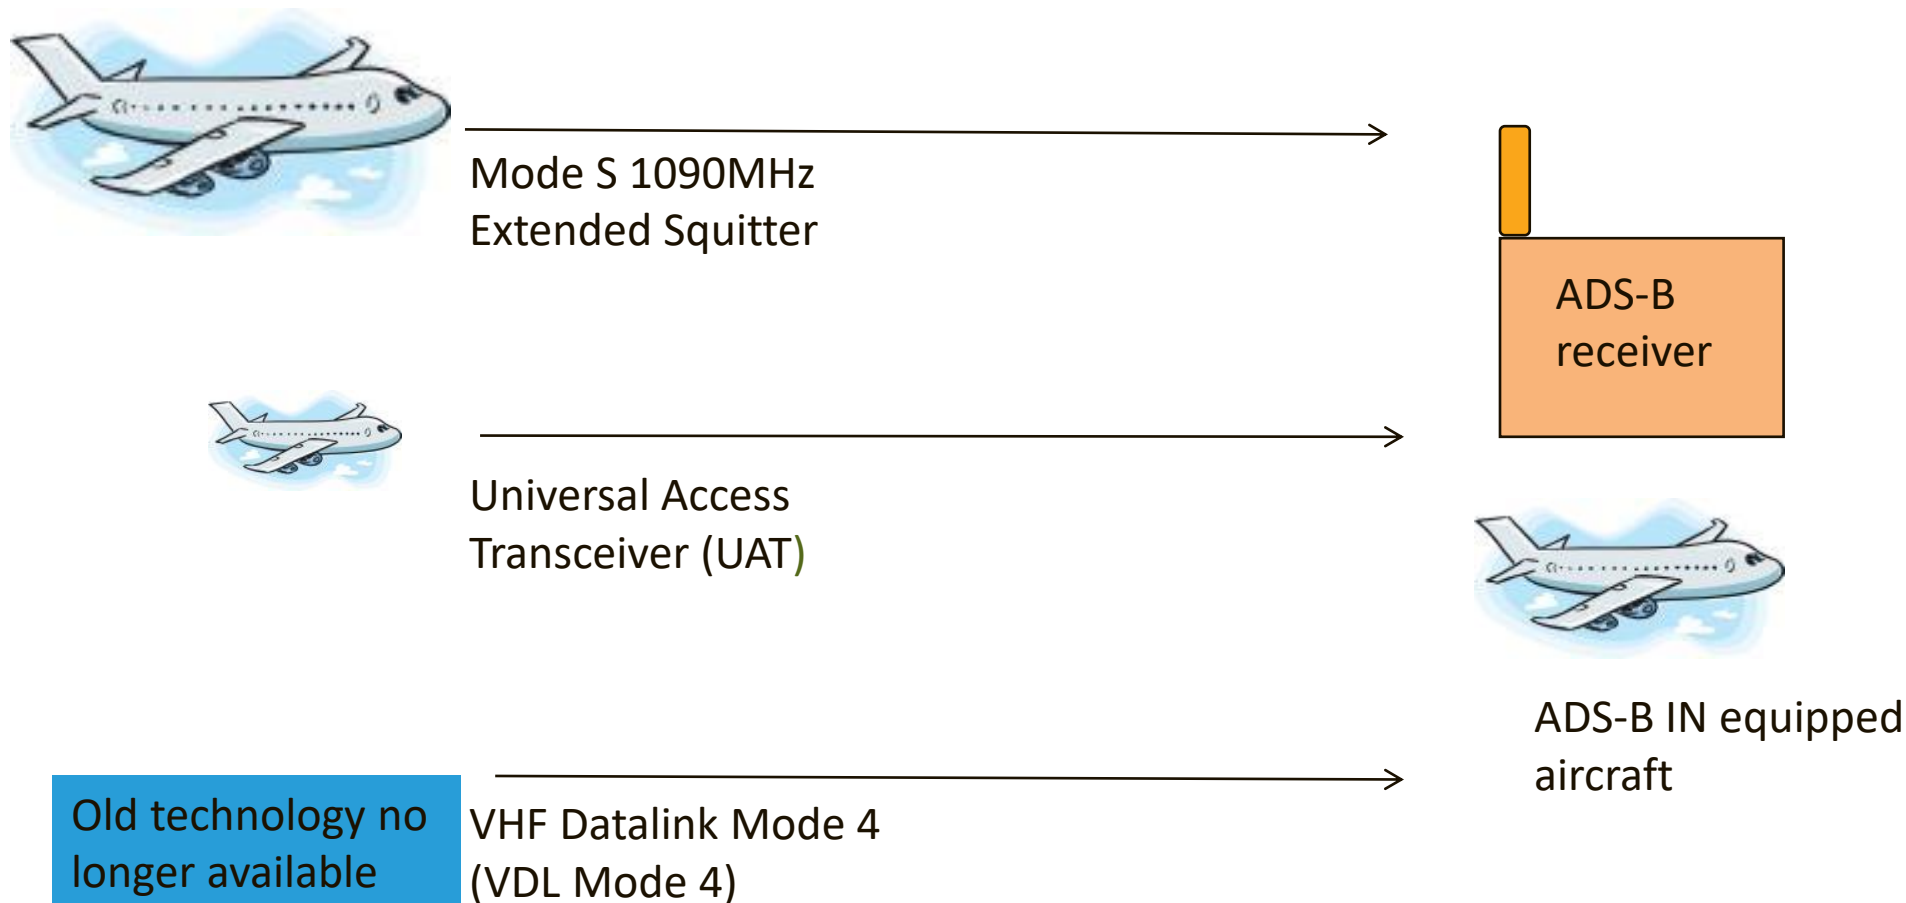 Mode S 1090MHz
Extended Squitter
ADS-B
receiver
Universal Access
Transceiver (UAT)
ADS-B IN equipped
aircraft
Old technology no
longer available
VHF Datalink Mode 4
(VDL Mode 4)